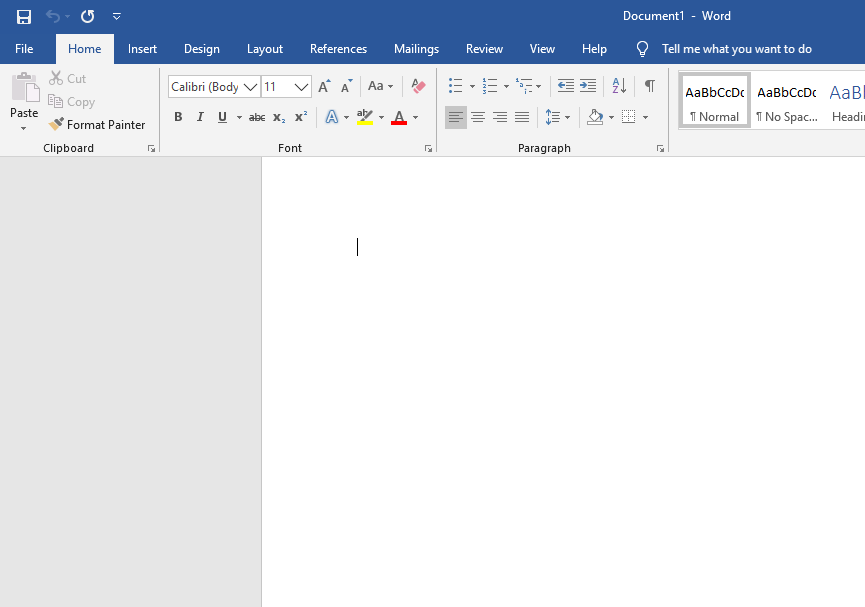 Document1 - Word
File Home Insert Design Layout References Mailings Review View Help Tell me what you want to do
Paste
Cut
Copy
Format Painter
Clipboard
Calibri (Body 11 Aa
B I U abc x₂ x² A aby A
Font
A Z ¶
Paragraph
AaBbCcDc AaBbCcDc AaBl
¶ Normal ¶ No Spac... Headin